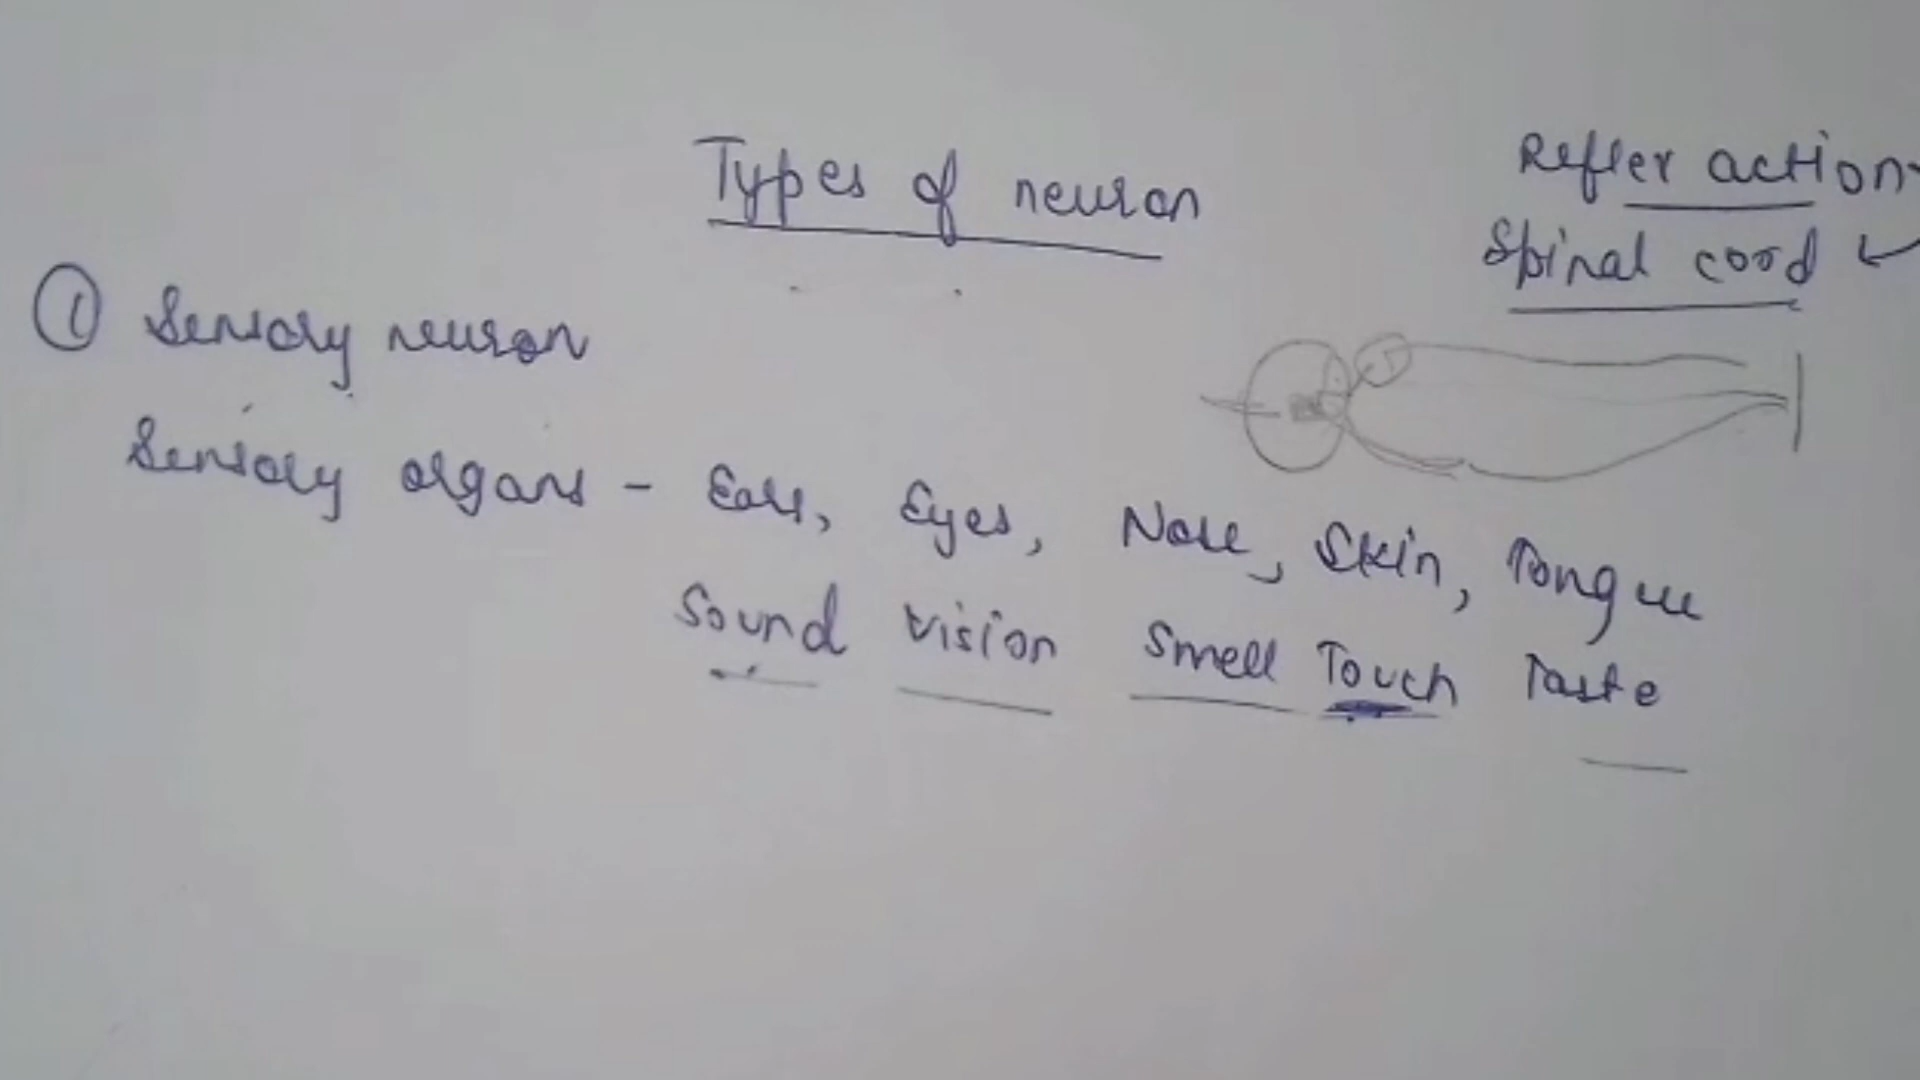 Types of neuron
Reflex action
Spinal cord
① Sensory neuron
Sensory organs - Ears, Eyes, Nose, Skin, Tongue
Sound Vision Smell Touch Taste